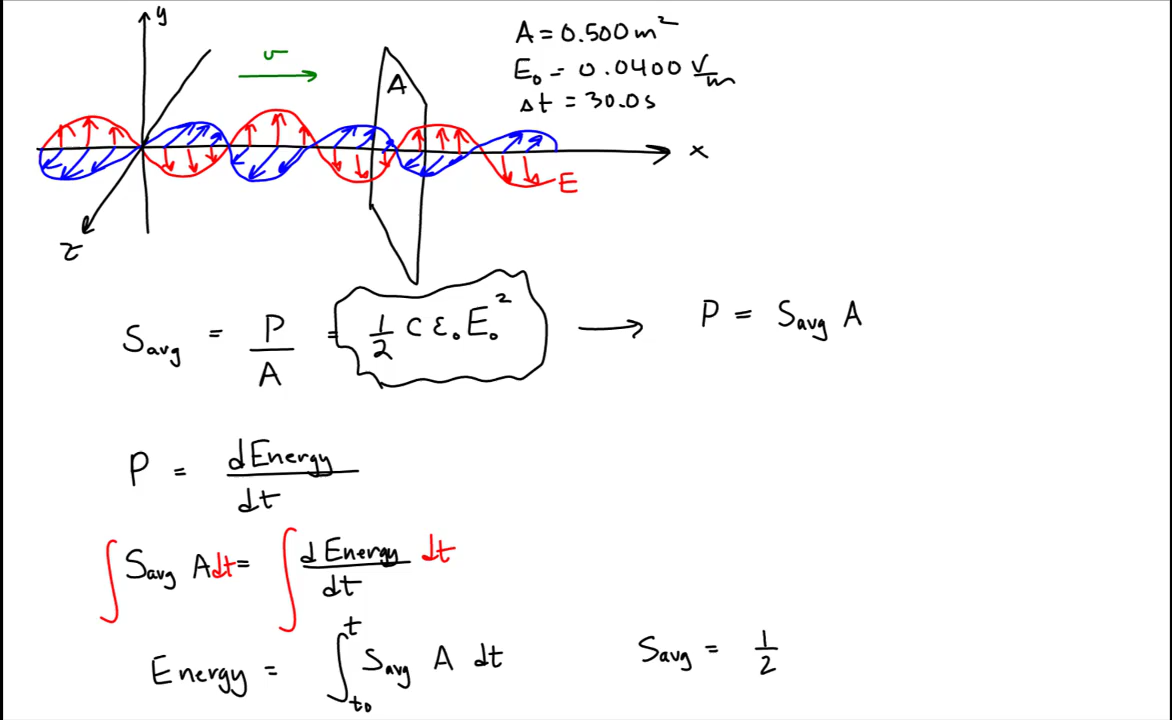 y
v
A = 0.500 m²
E₀ = 0.0400 V/m
Δt = 30.0s
A
x
E
z
S_avg = P/A = 1/2 c ε₀ E₀² → P = S_avg A
P = dEnergy/dt
∫ S_avg A dt = ∫ dEnergy/dt dt
Energy = ∫_{t₀}^{t} S_avg A dt
S_avg = 1/2